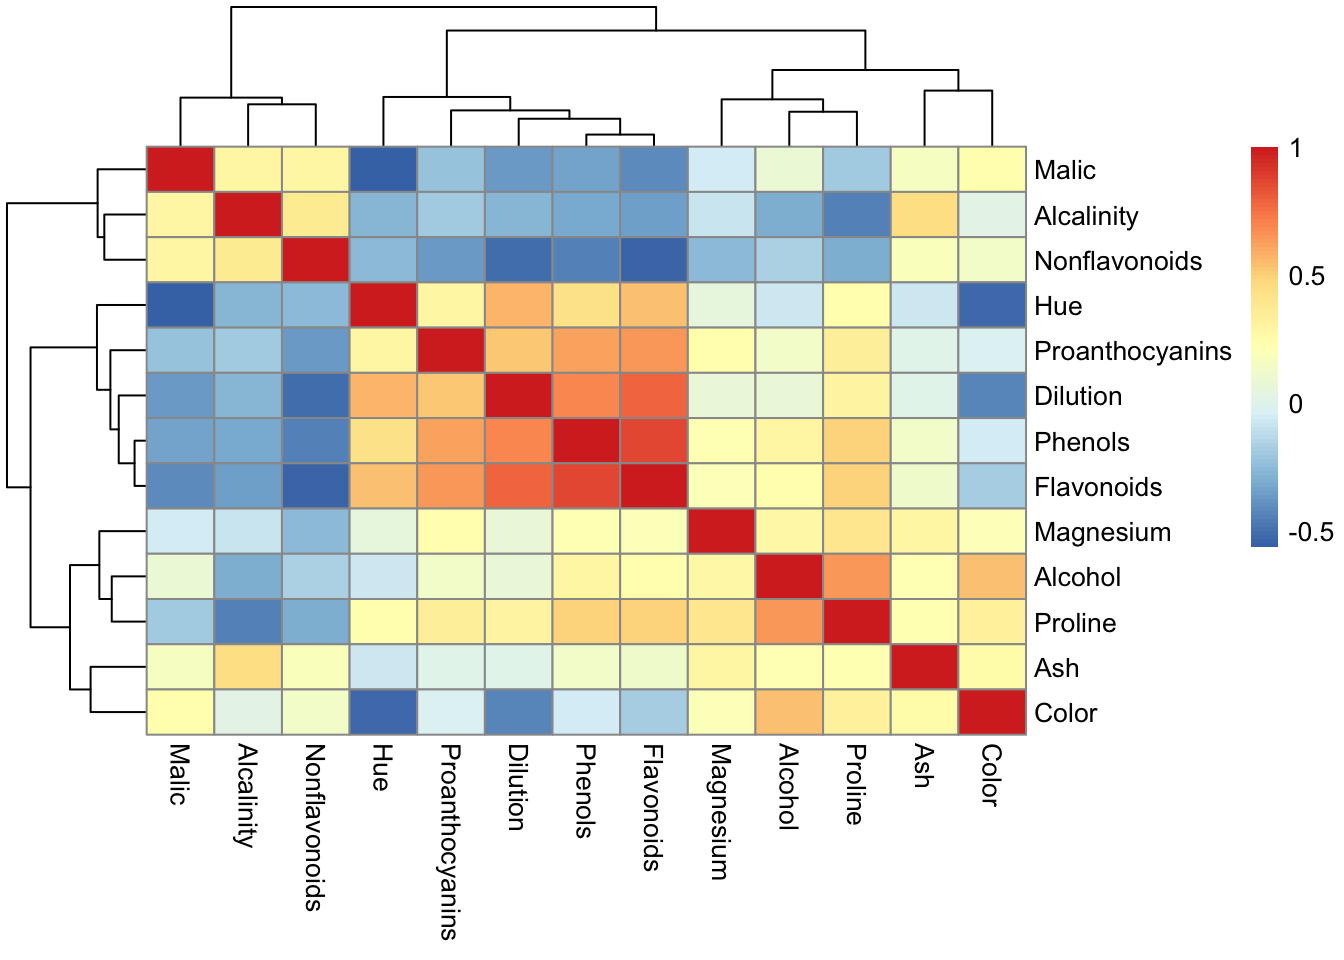 Malic
Alcalinity
Nonflavonoids
Hue
Proanthocyanins
Dilution
Phenols
Flavonoids
Magnesium
Alcohol
Proline
Ash
Color
1
0.5
0
-0.5
Malic
Alcalinity
Nonflavonoids
Hue
Proanthocyanins
Dilution
Phenols
Flavonoids
Magnesium
Alcohol
Proline
Ash
Color